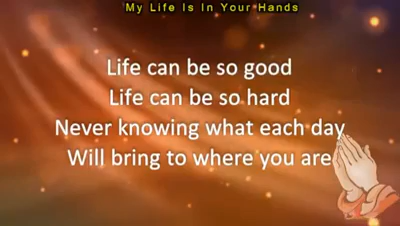 My Life Is In Your Hands
Life can be so good
Life can be so hard
Never knowing what each day
Will bring to where you are